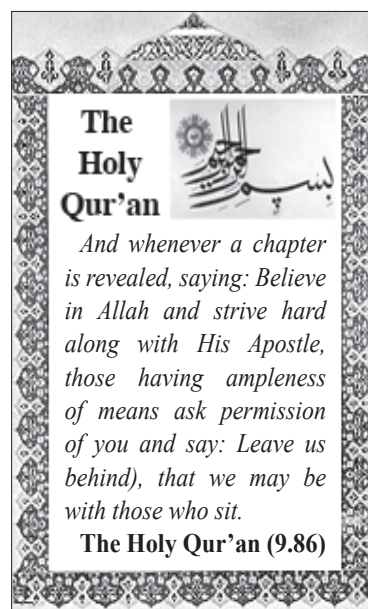 The
Holy
Qur’an
بسم الله الرحمن الرحيم
And whenever a chapter
is revealed, saying: Believe
in Allah and strive hard
along with His Apostle,
those having ampleness
of means ask permission
of you and say: Leave us
behind), that we may be
with those who sit.
The Holy Qur’an (9.86)